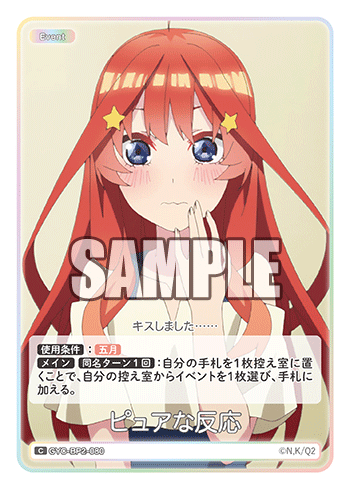 Event
SAMPLE
キスしました……
使用条件：五月
メイン 同名ターン1回：自分の手札を1枚控え室に置
くことで、自分の控え室からイベントを1枚選び、手札に
加える。
ピュアな反応
C GYC-BP2-080 ©N,K/Q2